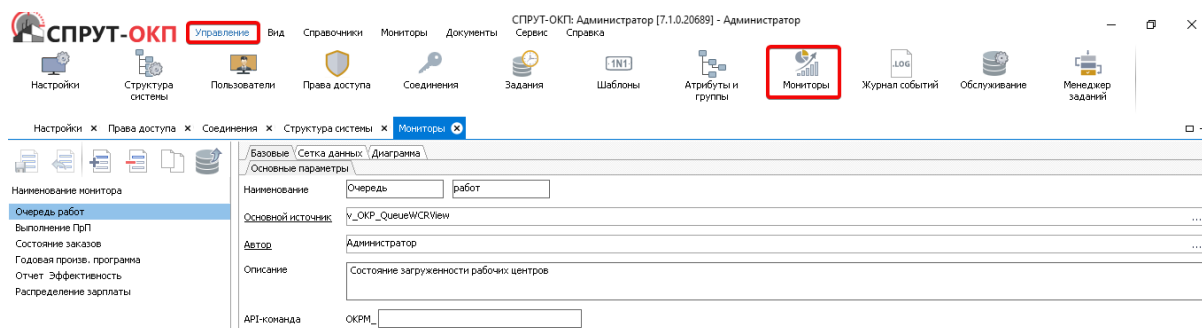 СПРУТ-ОКП: Администратор [7.1.0.20689] - Администратор
СПРУТ-ОКП
Управление Вид Справочники Мониторы Документы Сервис Справка
Настройки
Структура системы
Пользователи
Права доступа
Соединения
Задания
-1N1-
Шаблоны
Атрибуты и группы
Мониторы
.LOG
Журнал событий
Обслуживание
Менеджер заданий
Настройки Права доступа Соединения Структура системы Мониторы
Базовые Сетка данных Диаграмма
Основные параметры
Наименование монитора
Очередь работ
Выполнение ПрП
Состояние заказов
Годовая произв. программа
Отчет Эффективность
Распределение зарплаты
Наименование Очередь работ
Основной источник v_OKP_QueueWCRView ...
Автор Администратор ...
Описание Состояние загруженности рабочих центров
API-команда OKPM_